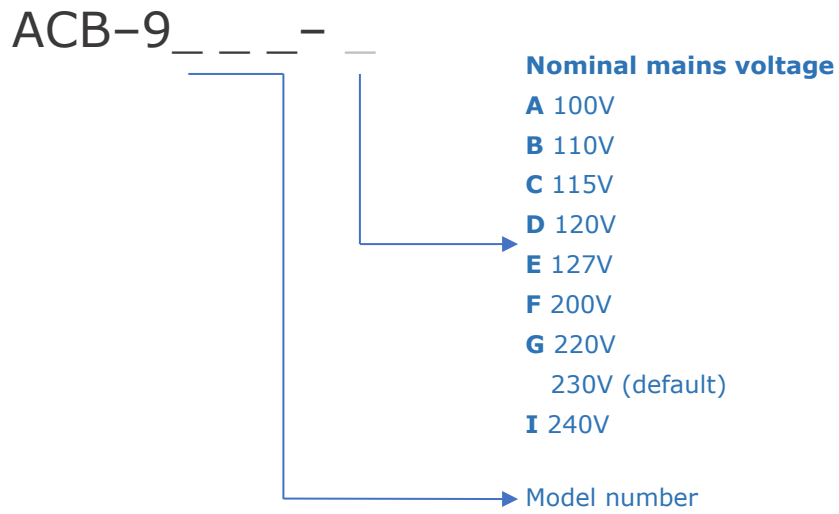 ACB–9_ _ _– _
Nominal mains voltage
A 100V
B 110V
C 115V
D 120V
E 127V
F 200V
G 220V
230V (default)
I 240V
Model number